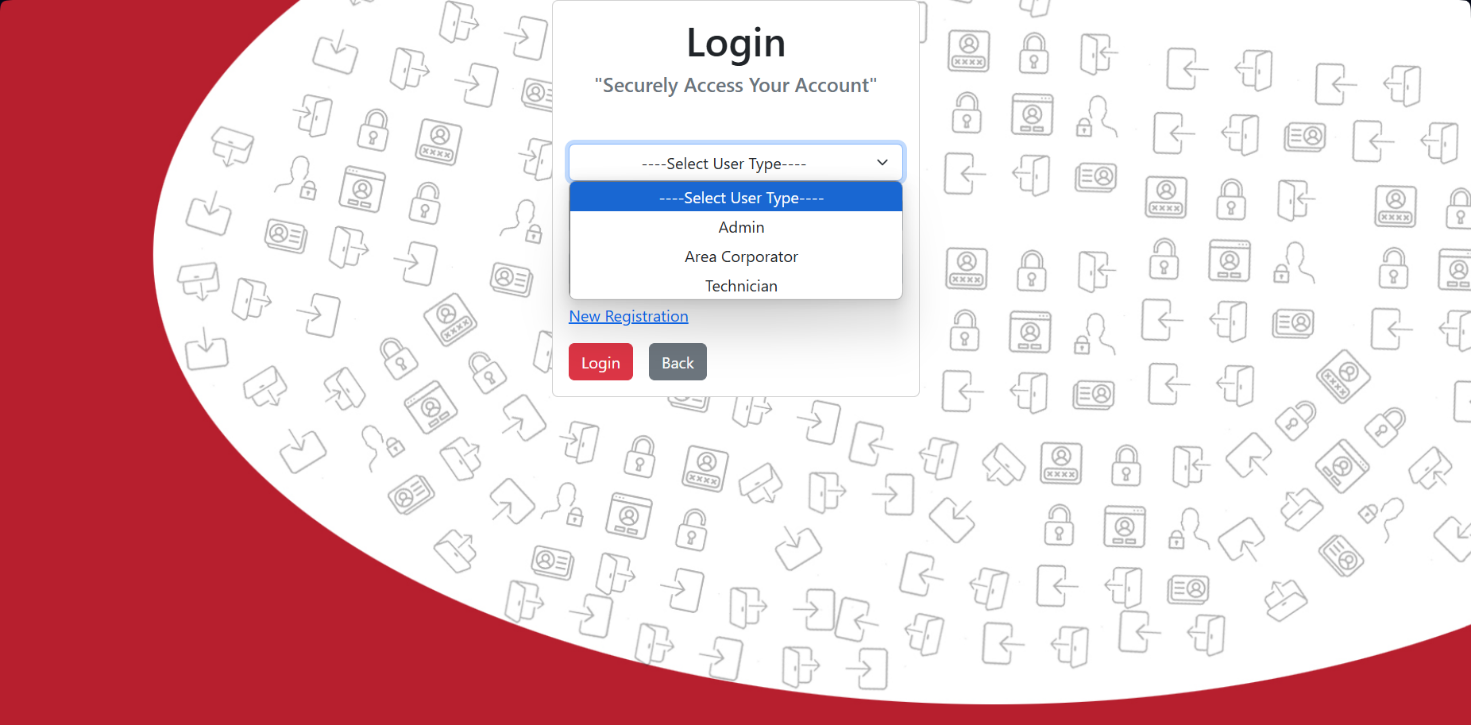 Login
"Securely Access Your Account"
----Select User Type----
----Select User Type----
Admin
Area Corporator
Technician
New Registration
Login Back